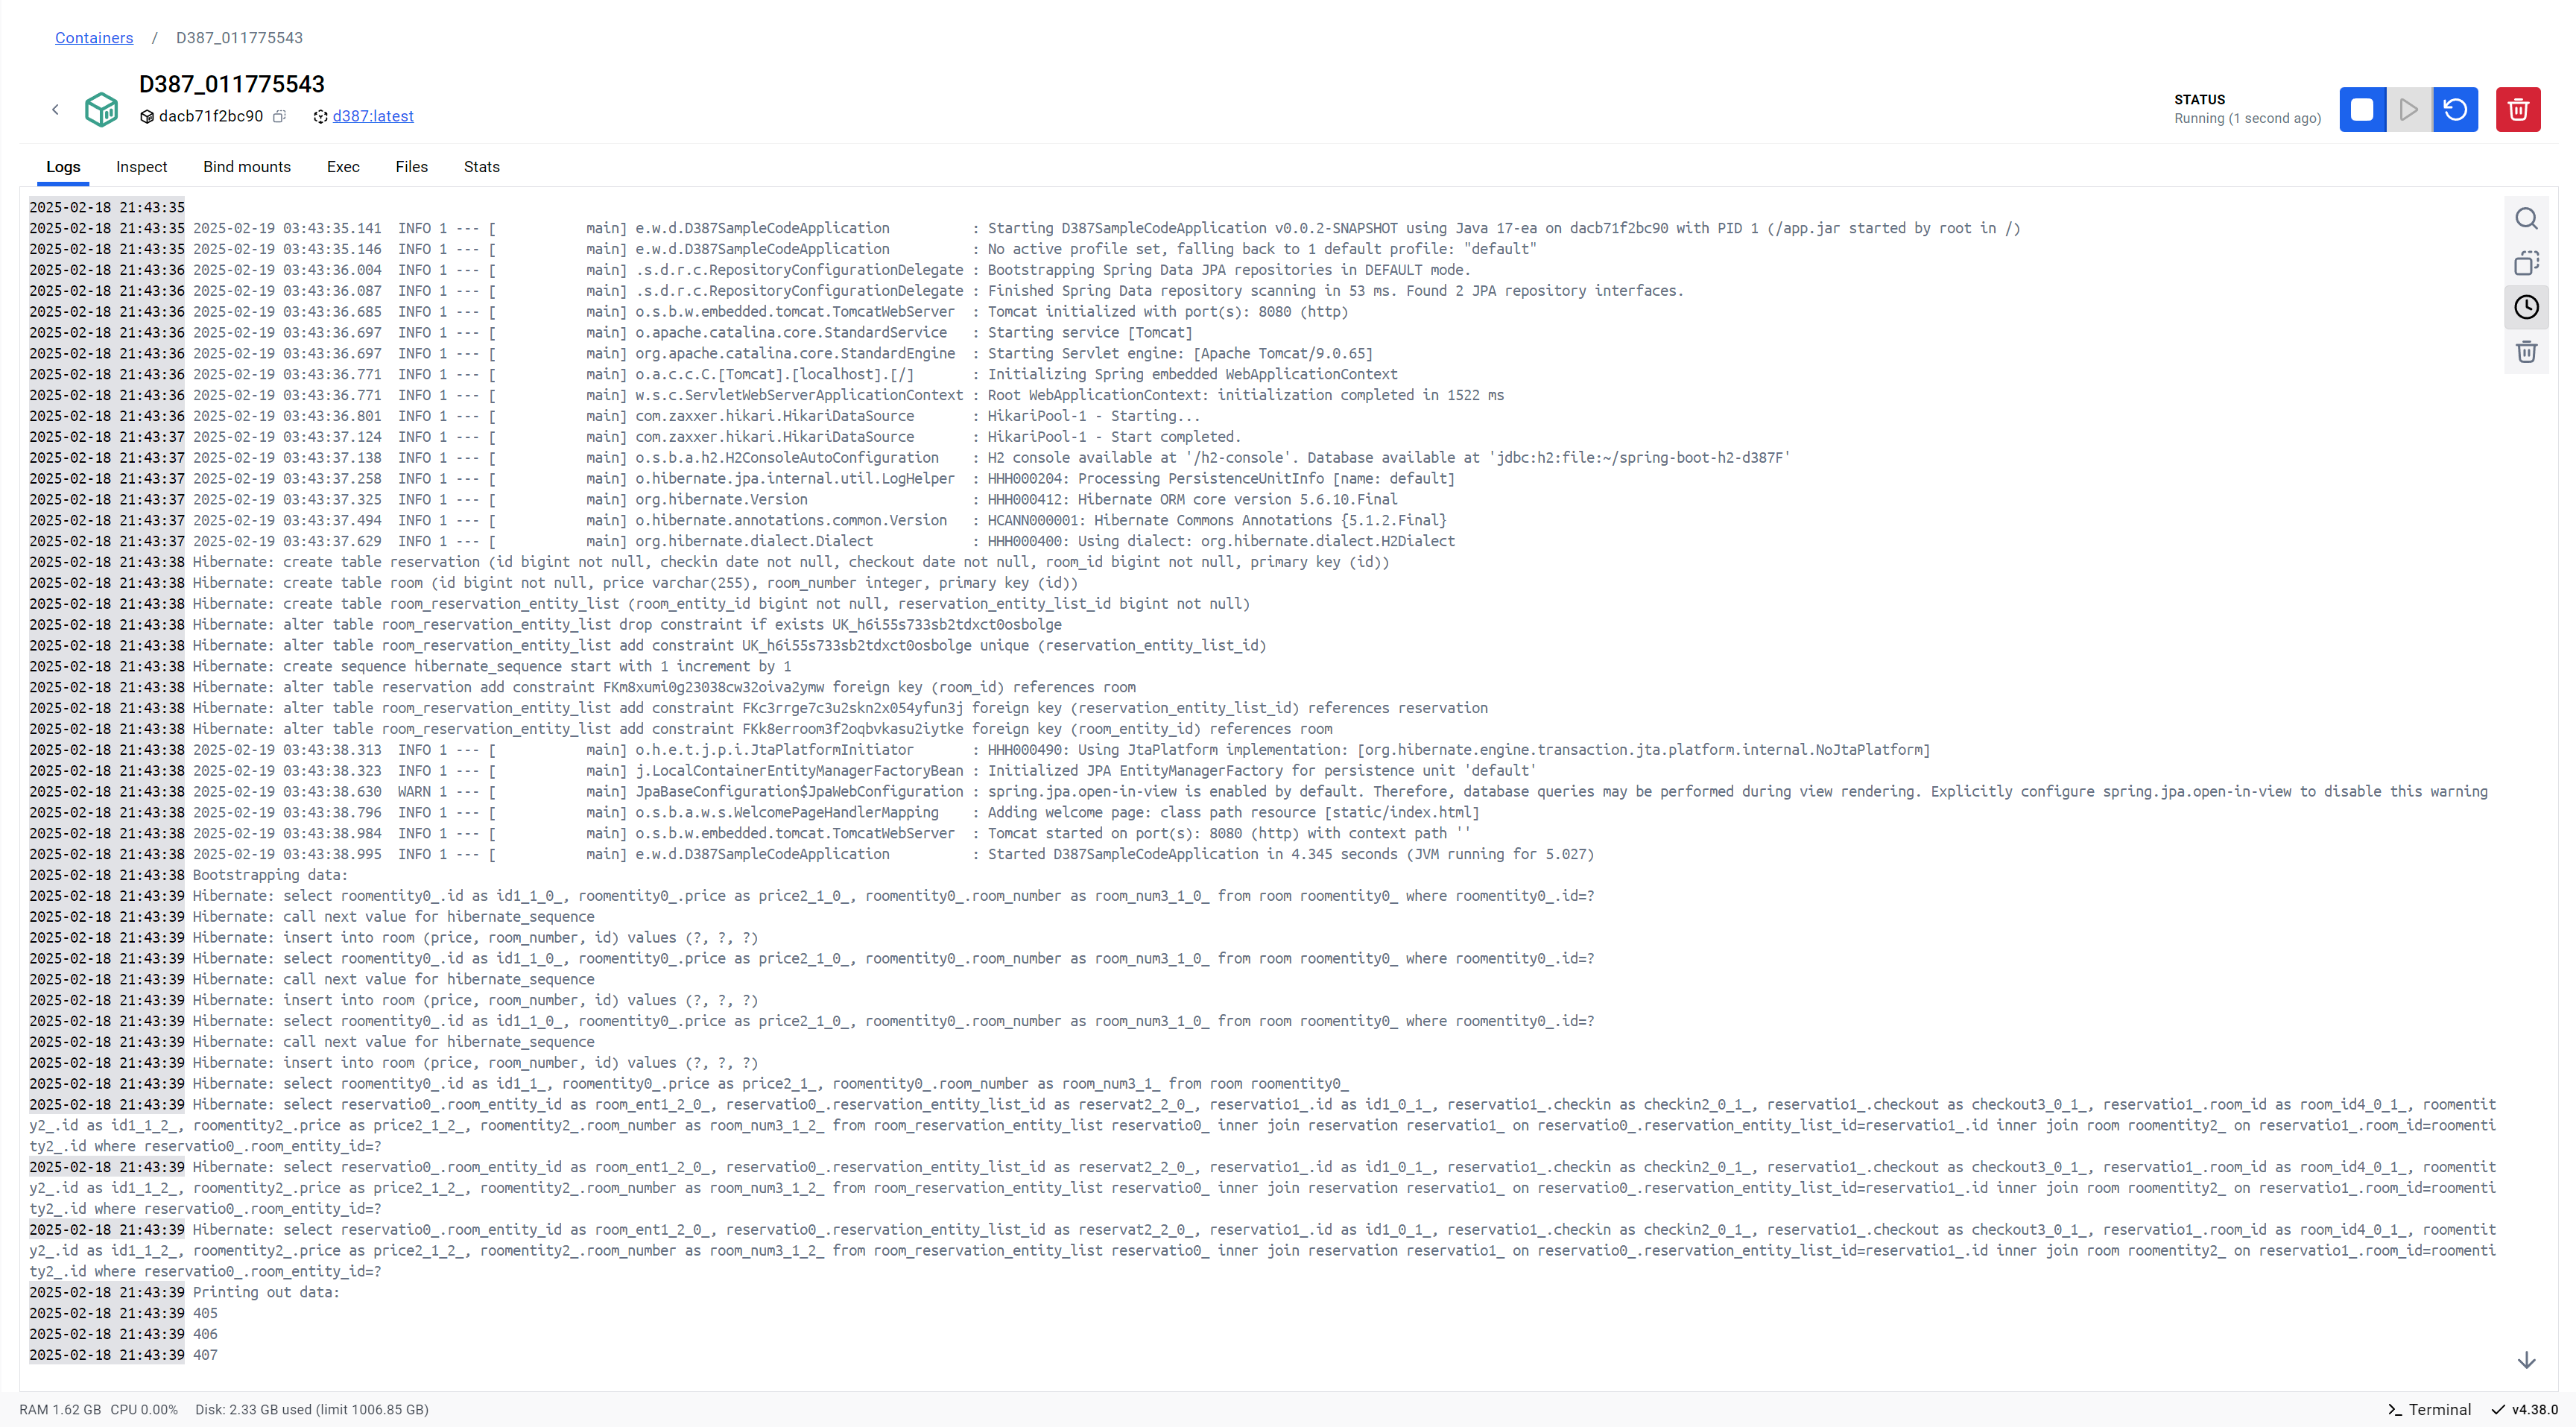 Containers / D387_011775543
D387_011775543
dacb71f2bc90 d387:latest
STATUS
Running (1 second ago)
Logs Inspect Bind mounts Exec Files Stats
2025-02-18 21:43:35
2025-02-18 21:43:35 2025-02-19 03:43:35.141  INFO 1 --- [           main] e.w.d.D387SampleCodeApplication          : Starting D387SampleCodeApplication v0.0.2-SNAPSHOT using Java 17-ea on dacb71f2bc90 with PID 1 (/app.jar started by root in /)
2025-02-18 21:43:35 2025-02-19 03:43:35.146  INFO 1 --- [           main] e.w.d.D387SampleCodeApplication          : No active profile set, falling back to 1 default profile: "default"
2025-02-18 21:43:36 2025-02-19 03:43:36.004  INFO 1 --- [           main] .s.d.r.c.RepositoryConfigurationDelegate : Bootstrapping Spring Data JPA repositories in DEFAULT mode.
2025-02-18 21:43:36 2025-02-19 03:43:36.087  INFO 1 --- [           main] .s.d.r.c.RepositoryConfigurationDelegate : Finished Spring Data repository scanning in 53 ms. Found 2 JPA repository interfaces.
2025-02-18 21:43:36 2025-02-19 03:43:36.685  INFO 1 --- [           main] o.s.b.w.embedded.tomcat.TomcatWebServer  : Tomcat initialized with port(s): 8080 (http)
2025-02-18 21:43:36 2025-02-19 03:43:36.697  INFO 1 --- [           main] o.apache.catalina.core.StandardService   : Starting service [Tomcat]
2025-02-18 21:43:36 2025-02-19 03:43:36.697  INFO 1 --- [           main] org.apache.catalina.core.StandardEngine  : Starting Servlet engine: [Apache Tomcat/9.0.65]
2025-02-18 21:43:36 2025-02-19 03:43:36.771  INFO 1 --- [           main] o.a.c.c.C.[Tomcat].[localhost].[/]       : Initializing Spring embedded WebApplicationContext
2025-02-18 21:43:36 2025-02-19 03:43:36.771  INFO 1 --- [           main] w.s.c.ServletWebServerApplicationContext : Root WebApplicationContext: initialization completed in 1522 ms
2025-02-18 21:43:36 2025-02-19 03:43:36.801  INFO 1 --- [           main] com.zaxxer.hikari.HikariDataSource       : HikariPool-1 - Starting...
2025-02-18 21:43:37 2025-02-19 03:43:37.124  INFO 1 --- [           main] com.zaxxer.hikari.HikariDataSource       : HikariPool-1 - Start completed.
2025-02-18 21:43:37 2025-02-19 03:43:37.138  INFO 1 --- [           main] o.s.b.a.h2.H2ConsoleAutoConfiguration    : H2 console available at '/h2-console'. Database available at 'jdbc:h2:file:~/spring-boot-h2-d387F'
2025-02-18 21:43:37 2025-02-19 03:43:37.258  INFO 1 --- [           main] o.hibernate.jpa.internal.util.LogHelper  : HHH000204: Processing PersistenceUnitInfo [name: default]
2025-02-18 21:43:37 2025-02-19 03:43:37.325  INFO 1 --- [           main] org.hibernate.Version                    : HHH000412: Hibernate ORM core version 5.6.10.Final
2025-02-18 21:43:37 2025-02-19 03:43:37.494  INFO 1 --- [           main] o.hibernate.annotations.common.Version   : HCANN000001: Hibernate Commons Annotations {5.1.2.Final}
2025-02-18 21:43:37 2025-02-19 03:43:37.629  INFO 1 --- [           main] org.hibernate.dialect.Dialect            : HHH000400: Using dialect: org.hibernate.dialect.H2Dialect
2025-02-18 21:43:38 Hibernate: create table reservation (id bigint not null, checkin date not null, checkout date not null, room_id bigint not null, primary key (id))
2025-02-18 21:43:38 Hibernate: create table room (id bigint not null, price varchar(255), room_number integer, primary key (id))
2025-02-18 21:43:38 Hibernate: create table room_reservation_entity_list (room_entity_id bigint not null, reservation_entity_list_id bigint not null)
2025-02-18 21:43:38 Hibernate: alter table room_reservation_entity_list drop constraint if exists UK_h6i55s733sb2tdxct0osbolge
2025-02-18 21:43:38 Hibernate: alter table room_reservation_entity_list add constraint UK_h6i55s733sb2tdxct0osbolge unique (reservation_entity_list_id)
2025-02-18 21:43:38 Hibernate: create sequence hibernate_sequence start with 1 increment by 1
2025-02-18 21:43:38 Hibernate: alter table reservation add constraint FKm8xumi0g23038cw32oiva2ymw foreign key (room_id) references room
2025-02-18 21:43:38 Hibernate: alter table room_reservation_entity_list add constraint FKc3rrge7c3u2skn2x054yfun3j foreign key (reservation_entity_list_id) references reservation
2025-02-18 21:43:38 Hibernate: alter table room_reservation_entity_list add constraint FKk8erroom3f2oqbvkasu2iytke foreign key (room_entity_id) references room
2025-02-18 21:43:38 2025-02-19 03:43:38.313  INFO 1 --- [           main] o.h.e.t.j.p.i.JtaPlatformInitiator       : HHH000490: Using JtaPlatform implementation: [org.hibernate.engine.transaction.jta.platform.internal.NoJtaPlatform]
2025-02-18 21:43:38 2025-02-19 03:43:38.323  INFO 1 --- [           main] j.LocalContainerEntityManagerFactoryBean : Initialized JPA EntityManagerFactory for persistence unit 'default'
2025-02-18 21:43:38 2025-02-19 03:43:38.630  WARN 1 --- [           main] JpaBaseConfiguration$JpaWebConfiguration : spring.jpa.open-in-view is enabled by default. Therefore, database queries may be performed during view rendering. Explicitly configure spring.jpa.open-in-view to disable this warning
2025-02-18 21:43:38 2025-02-19 03:43:38.796  INFO 1 --- [           main] o.s.b.a.w.s.WelcomePageHandlerMapping    : Adding welcome page: class path resource [static/index.html]
2025-02-18 21:43:38 2025-02-19 03:43:38.984  INFO 1 --- [           main] o.s.b.w.embedded.tomcat.TomcatWebServer  : Tomcat started on port(s): 8080 (http) with context path ''
2025-02-18 21:43:38 2025-02-19 03:43:38.995  INFO 1 --- [           main] e.w.d.D387SampleCodeApplication          : Started D387SampleCodeApplication in 4.345 seconds (JVM running for 5.027)
2025-02-18 21:43:38 Bootstrapping data:
2025-02-18 21:43:39 Hibernate: select roomentity0_.id as id1_1_0_, roomentity0_.price as price2_1_0_, roomentity0_.room_number as room_num3_1_0_ from room roomentity0_ where roomentity0_.id=?
2025-02-18 21:43:39 Hibernate: call next value for hibernate_sequence
2025-02-18 21:43:39 Hibernate: insert into room (price, room_number, id) values (?, ?, ?)
2025-02-18 21:43:39 Hibernate: select roomentity0_.id as id1_1_0_, roomentity0_.price as price2_1_0_, roomentity0_.room_number as room_num3_1_0_ from room roomentity0_ where roomentity0_.id=?
2025-02-18 21:43:39 Hibernate: call next value for hibernate_sequence
2025-02-18 21:43:39 Hibernate: insert into room (price, room_number, id) values (?, ?, ?)
2025-02-18 21:43:39 Hibernate: select roomentity0_.id as id1_1_0_, roomentity0_.price as price2_1_0_, roomentity0_.room_number as room_num3_1_0_ from room roomentity0_ where roomentity0_.id=?
2025-02-18 21:43:39 Hibernate: call next value for hibernate_sequence
2025-02-18 21:43:39 Hibernate: insert into room (price, room_number, id) values (?, ?, ?)
2025-02-18 21:43:39 Hibernate: select roomentity0_.id as id1_1_, roomentity0_.price as price2_1_, roomentity0_.room_number as room_num3_1_ from room roomentity0_
2025-02-18 21:43:39 Hibernate: select reservatio0_.room_entity_id as room_ent1_2_0_, reservatio0_.reservation_entity_list_id as reservat2_2_0_, reservatio1_.id as id1_0_1_, reservatio1_.checkin as checkin2_0_1_, reservatio1_.checkout as checkout3_0_1_, reservatio1_.room_id as room_id4_0_1_, roomentit
y2_.id as id1_1_2_, roomentity2_.price as price2_1_2_, roomentity2_.room_number as room_num3_1_2_ from room_reservation_entity_list reservatio0_ inner join reservation reservatio1_ on reservatio0_.reservation_entity_list_id=reservatio1_.id inner join room roomentity2_ on reservatio1_.room_id=roomenti
ty2_.id where reservatio0_.room_entity_id=?
2025-02-18 21:43:39 Hibernate: select reservatio0_.room_entity_id as room_ent1_2_0_, reservatio0_.reservation_entity_list_id as reservat2_2_0_, reservatio1_.id as id1_0_1_, reservatio1_.checkin as checkin2_0_1_, reservatio1_.checkout as checkout3_0_1_, reservatio1_.room_id as room_id4_0_1_, roomentit
y2_.id as id1_1_2_, roomentity2_.price as price2_1_2_, roomentity2_.room_number as room_num3_1_2_ from room_reservation_entity_list reservatio0_ inner join reservation reservatio1_ on reservatio0_.reservation_entity_list_id=reservatio1_.id inner join room roomentity2_ on reservatio1_.room_id=roomenti
ty2_.id where reservatio0_.room_entity_id=?
2025-02-18 21:43:39 Hibernate: select reservatio0_.room_entity_id as room_ent1_2_0_, reservatio0_.reservation_entity_list_id as reservat2_2_0_, reservatio1_.id as id1_0_1_, reservatio1_.checkin as checkin2_0_1_, reservatio1_.checkout as checkout3_0_1_, reservatio1_.room_id as room_id4_0_1_, roomentit
y2_.id as id1_1_2_, roomentity2_.price as price2_1_2_, roomentity2_.room_number as room_num3_1_2_ from room_reservation_entity_list reservatio0_ inner join reservation reservatio1_ on reservatio0_.reservation_entity_list_id=reservatio1_.id inner join room roomentity2_ on reservatio1_.room_id=roomenti
ty2_.id where reservatio0_.room_entity_id=?
2025-02-18 21:43:39 Printing out data:
2025-02-18 21:43:39 405
2025-02-18 21:43:39 406
2025-02-18 21:43:39 407
RAM 1.62 GB CPU 0.00% Disk: 2.33 GB used (limit 1006.85 GB) Terminal v4.38.0